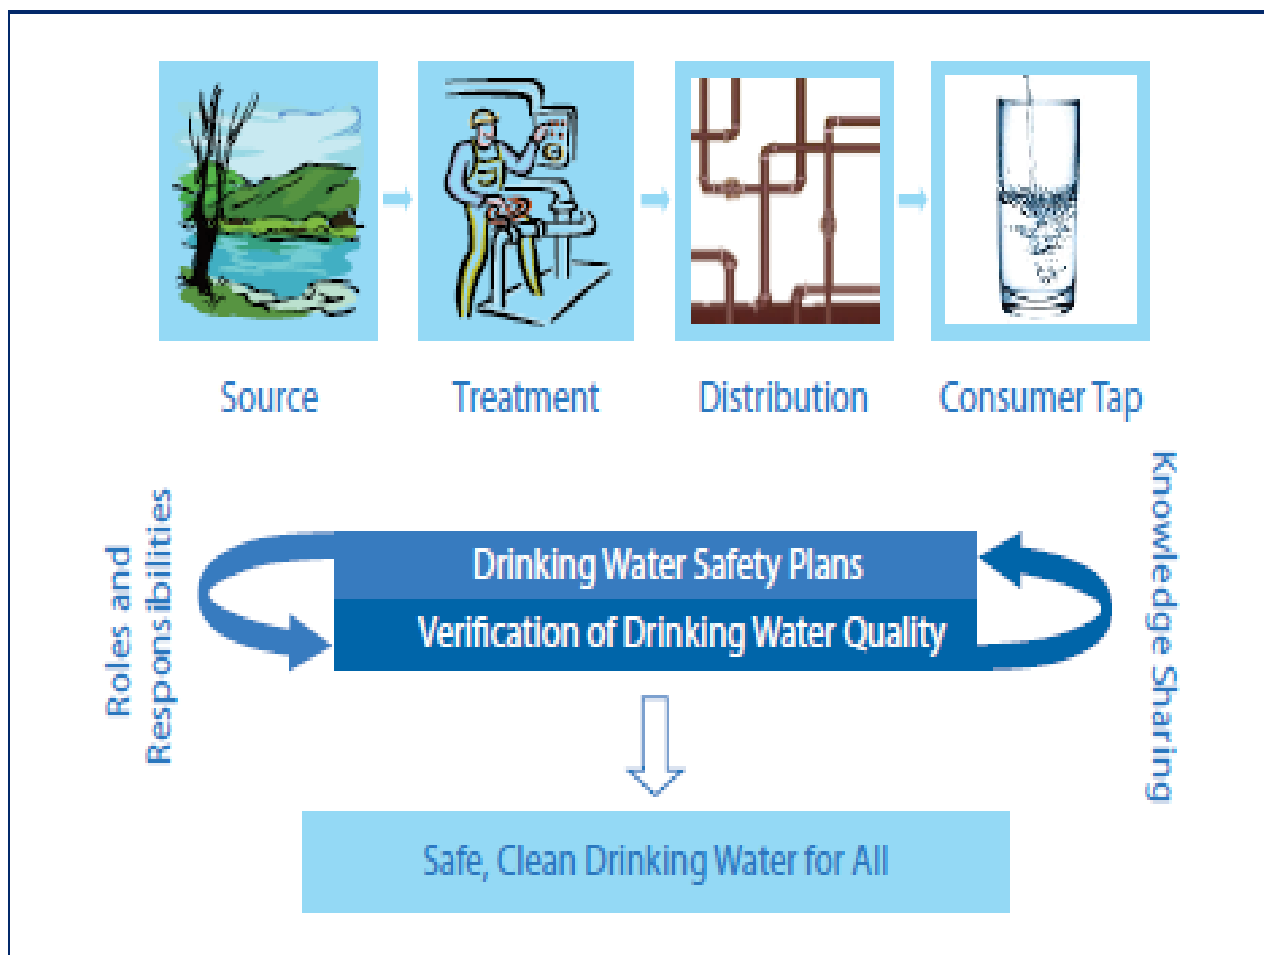 Source
Treatment
Distribution
Consumer Tap
Roles and
Responsibilities
Drinking Water Safety Plans
Verification of Drinking Water Quality
Knowledge Sharing
Safe, Clean Drinking Water for All